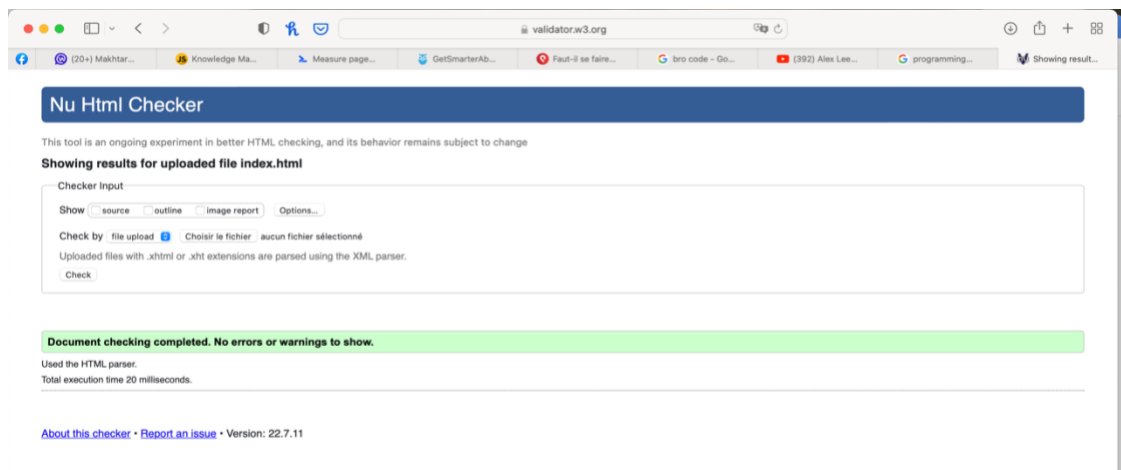 validator.w3.org
(20+) Makhtar...
JS Knowledge Ma...
Measure page...
GetSmarterAb...
Faut-il se faire...
G bro code - Go...
(392) Alex Lee...
G programming...
Showing result...
Nu Html Checker
This tool is an ongoing experiment in better HTML checking, and its behavior remains subject to change
Showing results for uploaded file index.html
Checker Input
Show source outline image report Options...
Check by file upload Choisir le fichier aucun fichier sélectionné
Uploaded files with .xhtml or .xht extensions are parsed using the XML parser.
Check
Document checking completed. No errors or warnings to show.
Used the HTML parser.
Total execution time 20 milliseconds.
About this checker • Report an issue • Version: 22.7.11